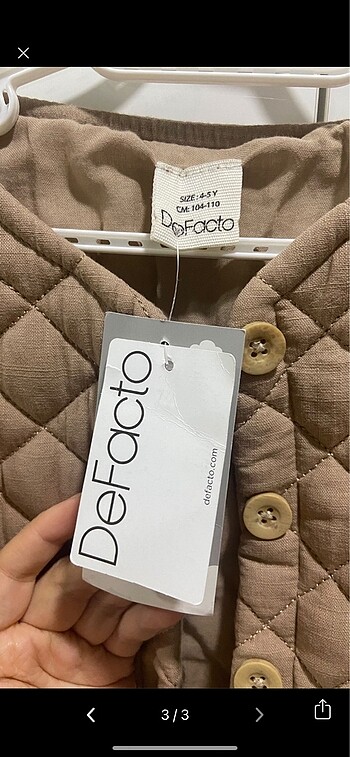 SIZE: 4-5 Y
CM: 104-110
DeFacto
DeFacto
defacto.com
3/3